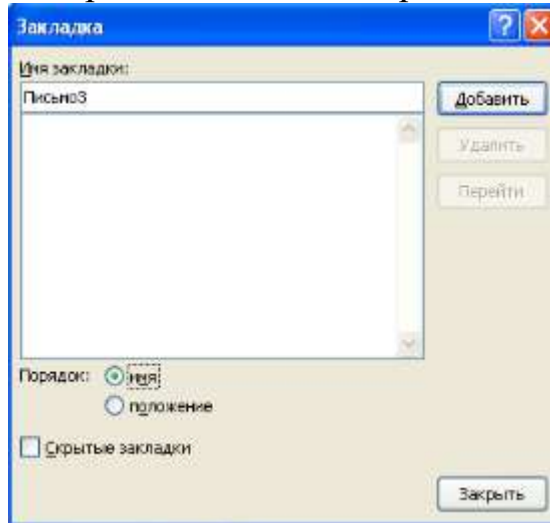 Закладка
Имя закладки:
Письмо3
Добавить
Удалить
Перейти
Порядок: имя
положение
Скрытые закладки
Закрыть